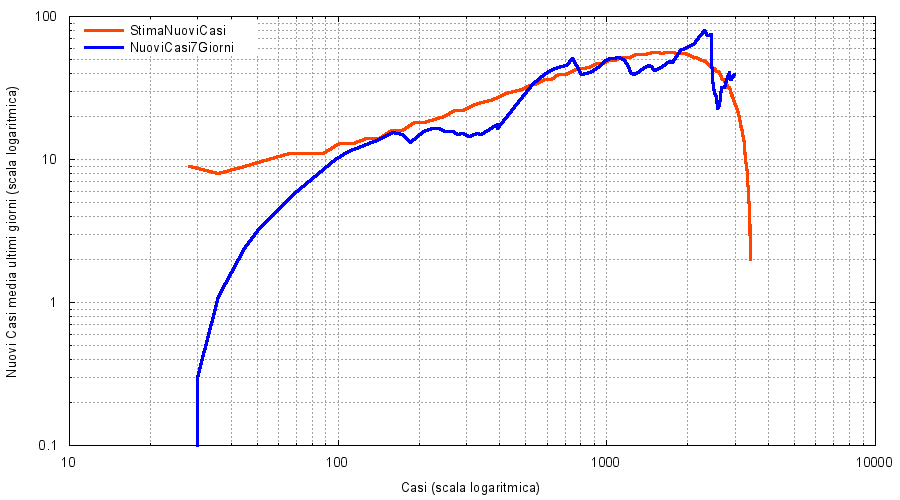 100
StimaNuoviCasi
NuoviCasi7Giorni
10
1
0.1
10
100
1000
10000
Nuovi Casi media ultimi giorni (scala logaritmica)
Casi (scala logoritmica)